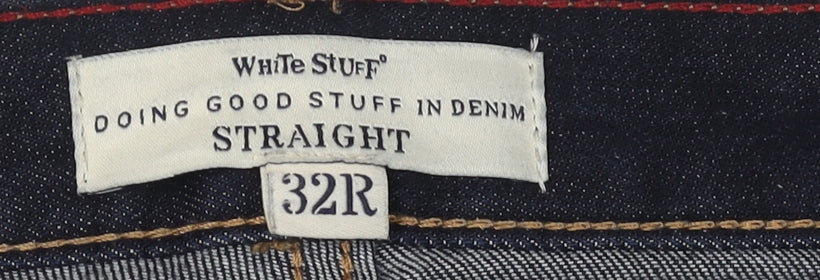 WHiTe StUFF°
DOING GOOD STUFF IN DENIM
STRAIGHT
32R